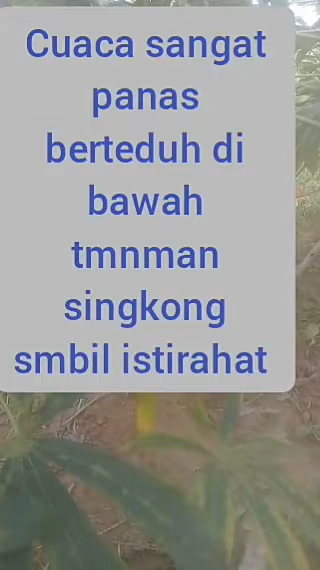 Cuaca sangat
panas
berteduh di
bawah
tmnman
singkong
smbil istirahat